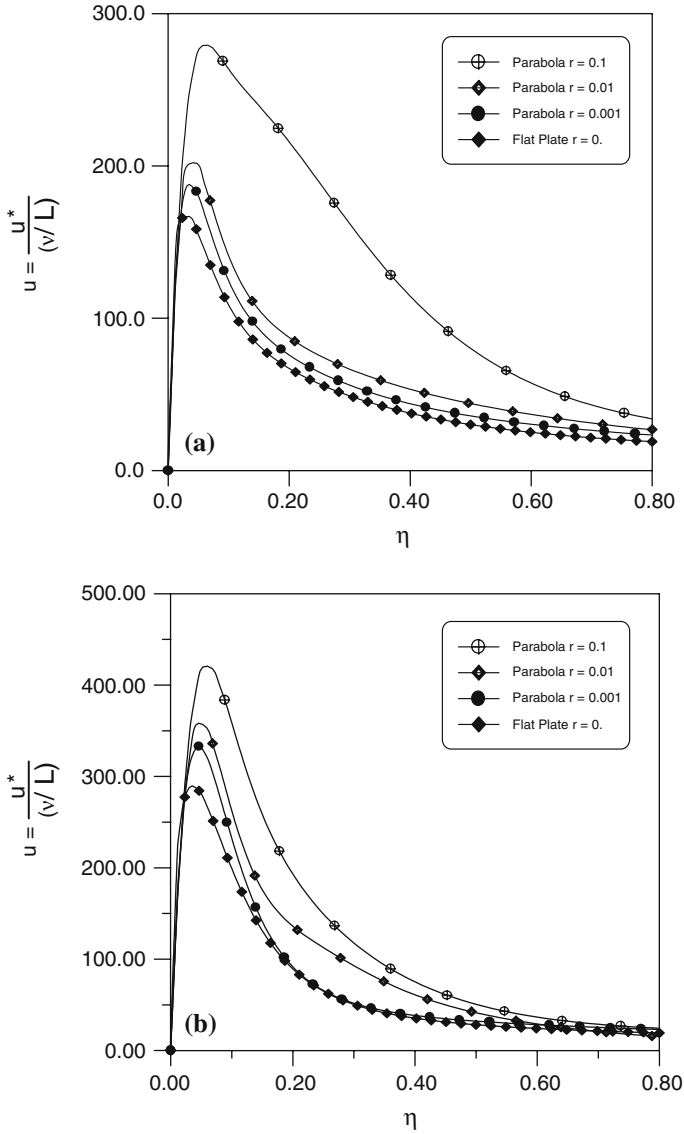 300.0
200.0
100.0
0.0
u = u* / (ν/ L)
Parabola r = 0.1
Parabola r = 0.01
Parabola r = 0.001
Flat Plate r = 0.
(a)
0.0 0.20 0.40 0.60 0.80
η
500.00
400.00
300.00
200.00
100.00
0.00
u = u* / (ν/ L)
Parabola r = 0.1
Parabola r = 0.01
Parabola r = 0.001
Flat Plate r = 0.
(b)
0.00 0.20 0.40 0.60 0.80
η